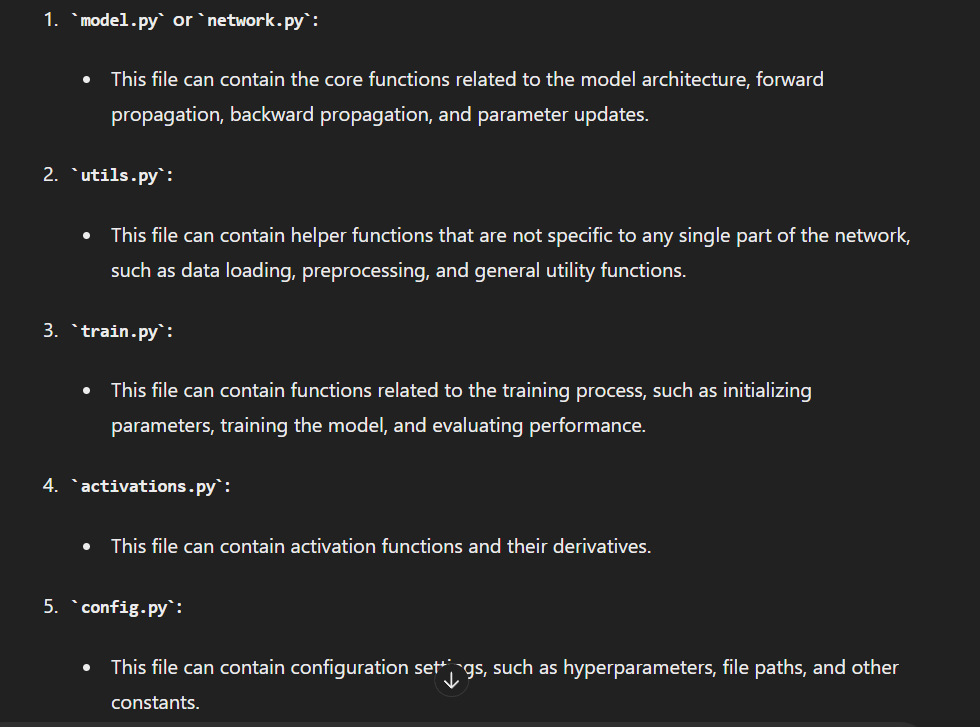 1. `model.py` or `network.py`:
• This file can contain the core functions related to the model architecture, forward
propagation, backward propagation, and parameter updates.
2. `utils.py`:
• This file can contain helper functions that are not specific to any single part of the network,
such as data loading, preprocessing, and general utility functions.
3. `train.py`:
• This file can contain functions related to the training process, such as initializing
parameters, training the model, and evaluating performance.
4. `activations.py`:
• This file can contain activation functions and their derivatives.
5. `config.py`:
• This file can contain configuration settings, such as hyperparameters, file paths, and other
constants.